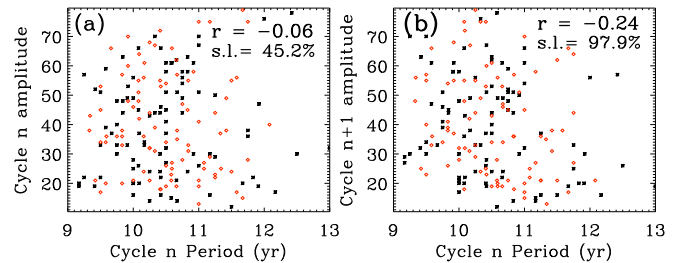 (a)
r = −0.06
s.l.= 45.2%
Cycle n amplitude
70
60
50
40
30
20
9 10 11 12 13
Cycle n Period (yr)
(b)
r = −0.24
s.l.= 97.9%
Cycle n+1 amplitude
70
60
50
40
30
20
9 10 11 12 13
Cycle n Period (yr)